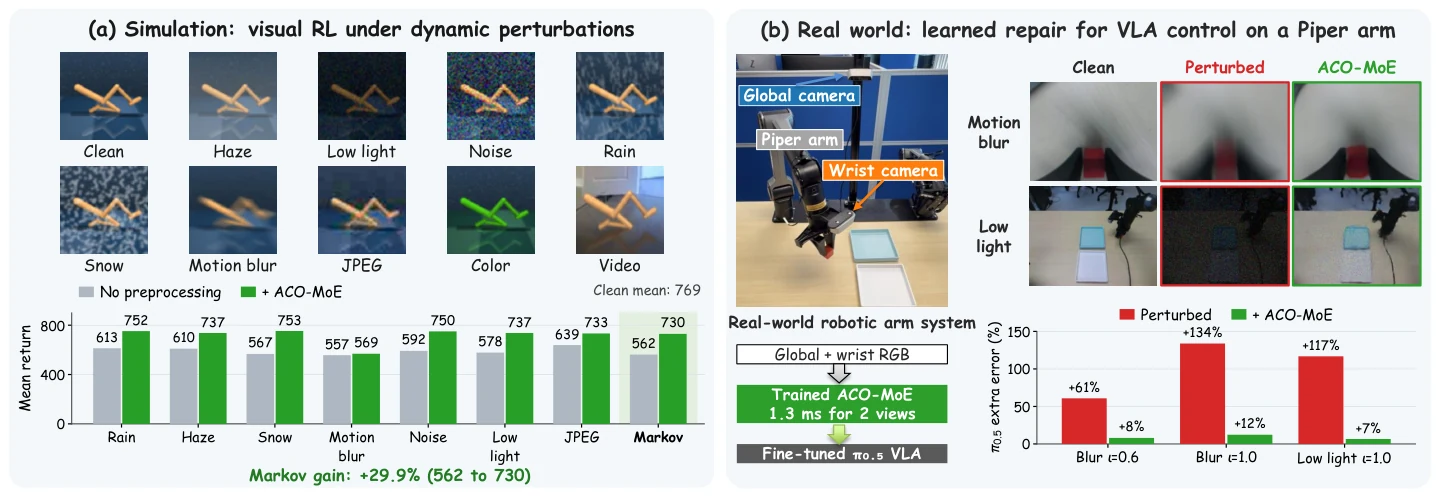 (a) Simulation: visual RL under dynamic perturbations
Clean
Haze
Low light
Noise
Rain
Snow
Motion blur
JPEG
Color
Video
No preprocessing
+ ACO-MoE
Clean mean: 769
Mean return
800
400
0
613
752
610
737
567
753
557
569
592
750
578
737
639
733
562
730
Rain
Haze
Snow
Motion
blur
Noise
Low
light
JPEG
Markov
Markov gain: +29.9% (562 to 730)
(b) Real world: learned repair for VLA control on a Piper arm
Global camera
Piper arm
Wrist camera
Real-world robotic arm system
Global + wrist RGB
Trained ACO-MoE
1.3 ms for 2 views
Fine-tuned π₀.₅ VLA
Clean
Perturbed
ACO-MoE
Motion
blur
Low
light
Perturbed
+ ACO-MoE
π₀.₅ extra error (%)
150
100
50
0
+61%
+8%
+134%
+12%
+117%
+7%
Blur ι=0.6
Blur ι=1.0
Low light ι=1.0